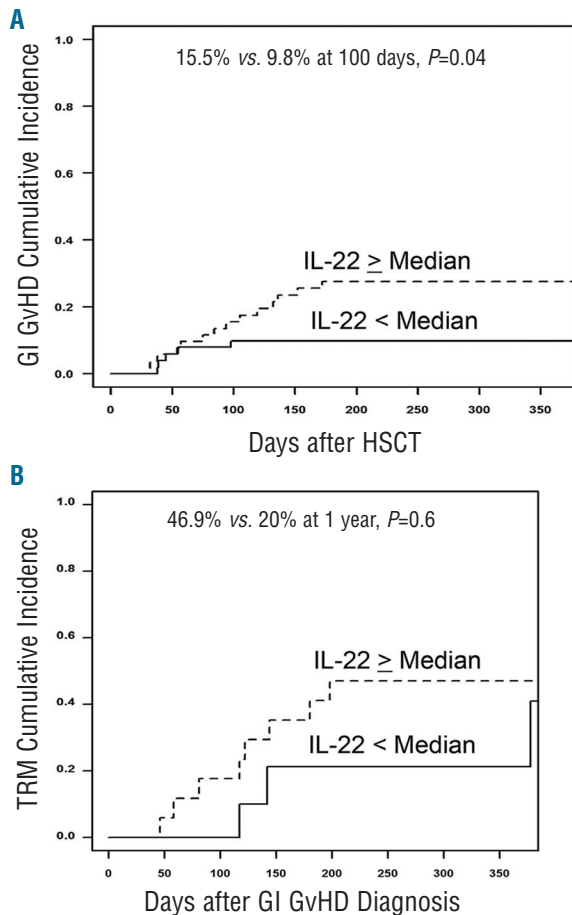 A
15.5% vs. 9.8% at 100 days, P=0.04
GI GvHD Cumulative Incidence
1.0
0.8
0.6
0.4
0.2
0.0
IL-22 ≥ Median
IL-22 < Median
0 50 100 150 200 250 300 350
Days after HSCT
B
46.9% vs. 20% at 1 year, P=0.6
TRM Cumulative Incidence
1.0
0.8
0.6
0.4
0.2
0.0
IL-22 ≥ Median
IL-22 < Median
0 50 100 150 200 250 300 350
Days after GI GvHD Diagnosis